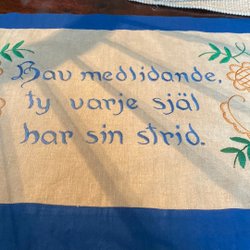 Hav medlidande,
ty varje själ
har sin strid.